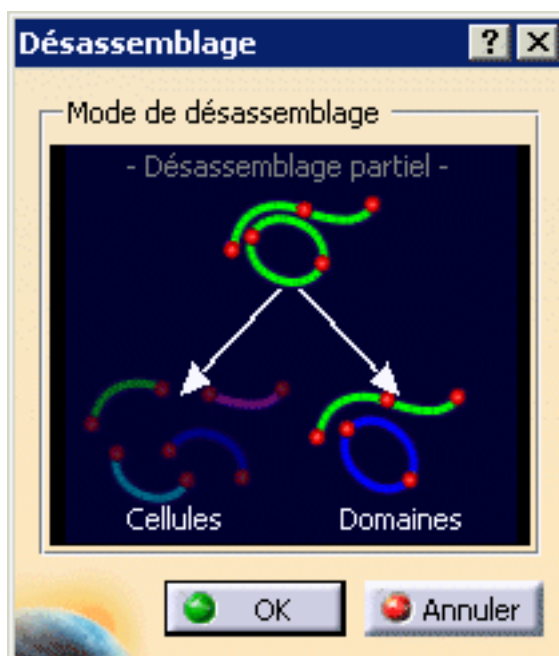 Désassemblage
Mode de désassemblage
- Désassemblage partiel -
Cellules Domaines
OK Annuler